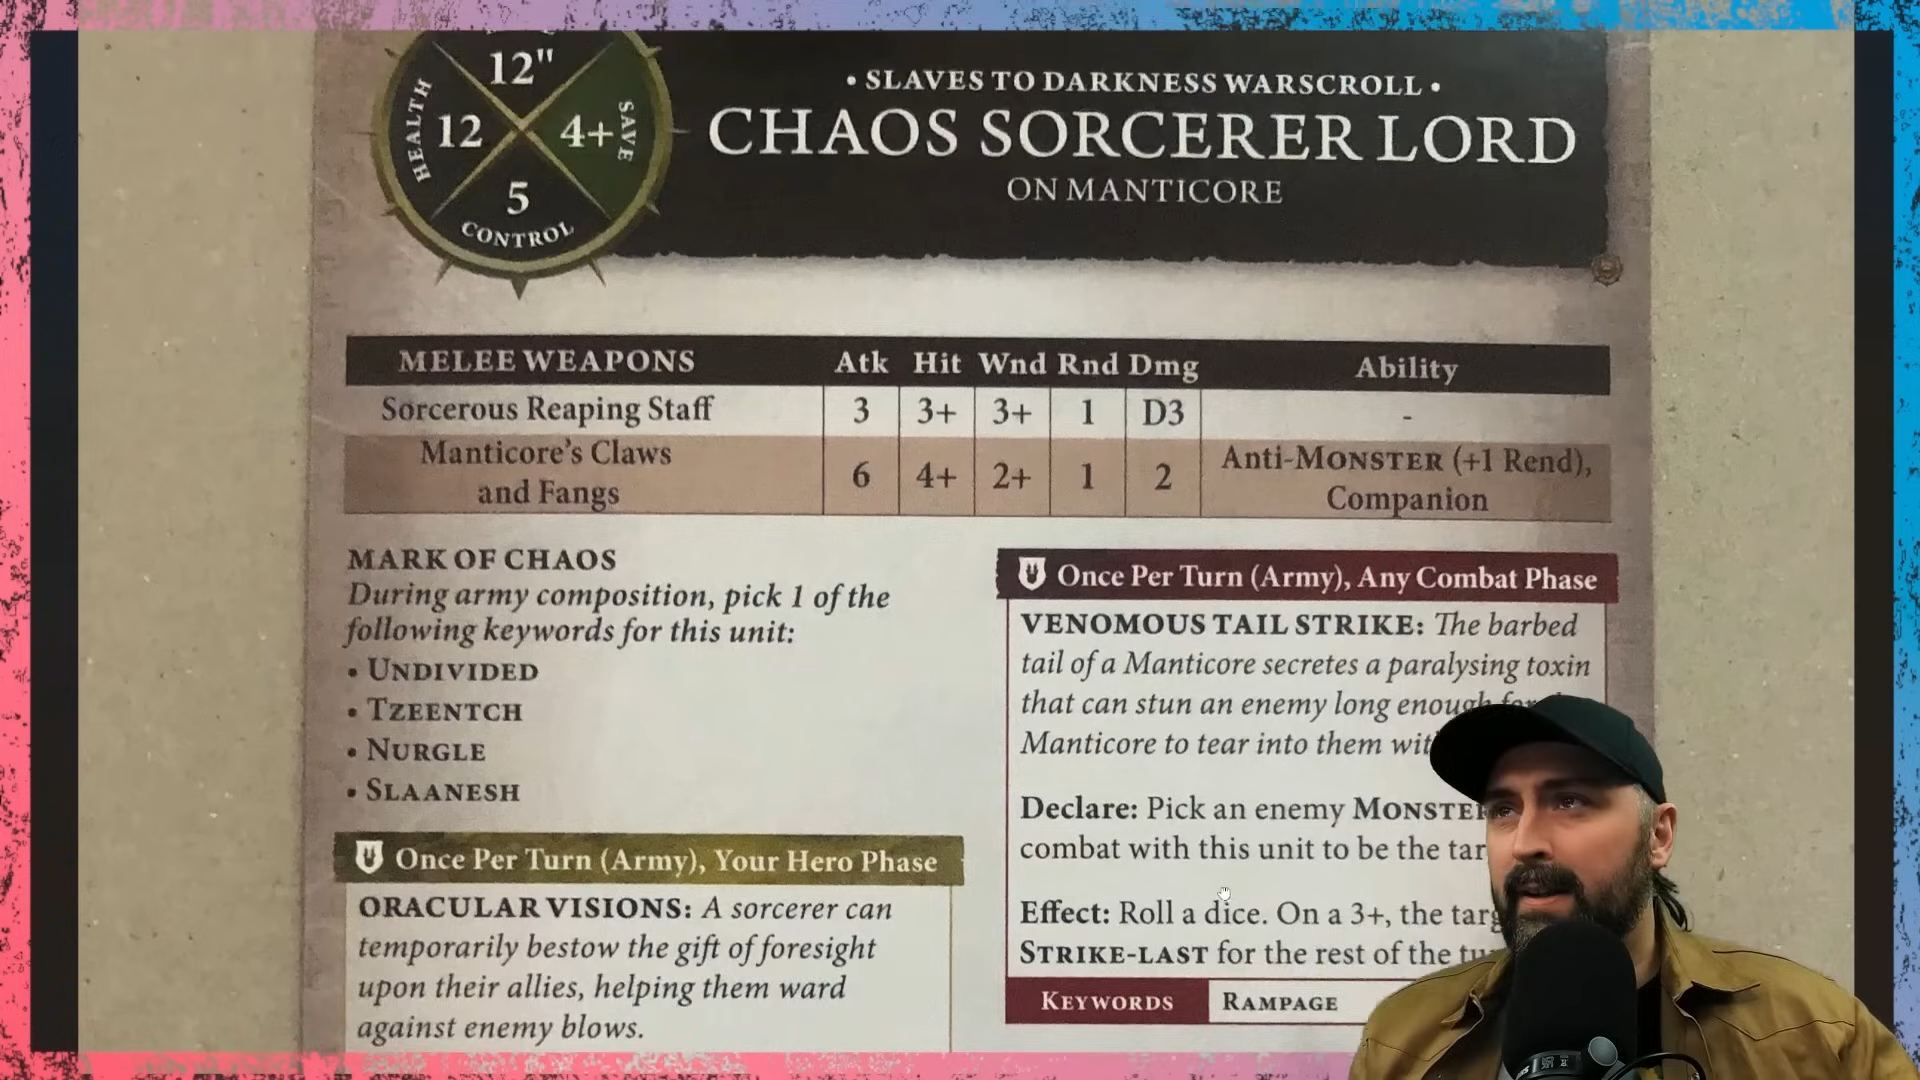 12"
HEALTH
12
4+
SAVE
5
CONTROL
• SLAVES TO DARKNESS WARSCROLL •
CHAOS SORCERER LORD
ON MANTICORE
MELEE WEAPONS Atk Hit Wnd Rnd Dmg Ability
Sorcerous Reaping Staff 3 3+ 3+ 1 D3 -
Manticore's Claws
and Fangs 6 4+ 2+ 1 2 Anti-MONSTER (+1 Rend),
Companion
MARK OF CHAOS
During army composition, pick 1 of the
following keywords for this unit:
• UNDIVIDED
• TZEENTCH
• NURGLE
• SLAANESH
Once Per Turn (Army), Your Hero Phase
ORACULAR VISIONS: A sorcerer can
temporarily bestow the gift of foresight
upon their allies, helping them ward
against enemy blows.
Once Per Turn (Army), Any Combat Phase
VENOMOUS TAIL STRIKE: The barbed
tail of a Manticore secretes a paralysing toxin
that can stun an enemy long enough
Manticore to tear into them
Declare: Pick an enemy
combat with this unit to be the
Effect: Roll a dice. On a 3+, the
STRIKE-LAST for the rest of the
KEYWORDS RAMPAGE